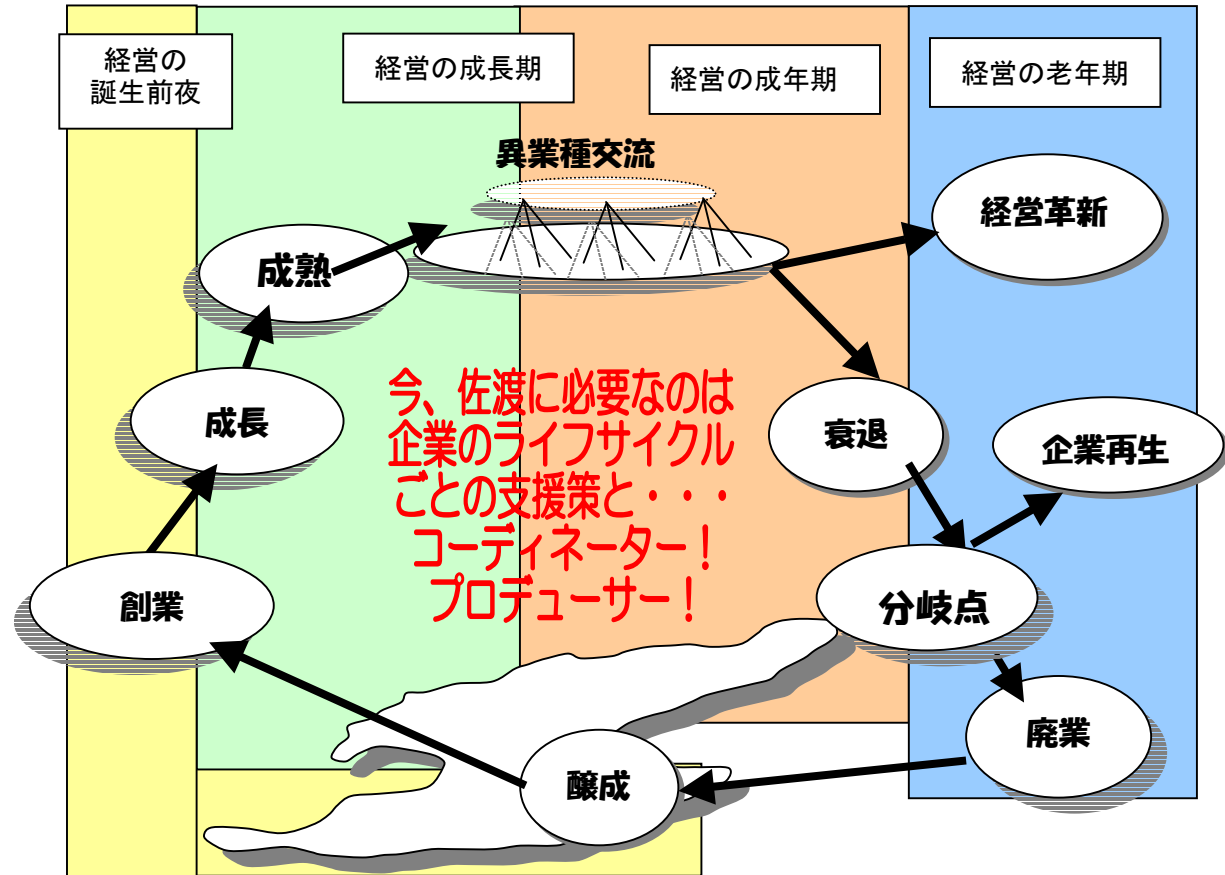 経営の
誕生前夜
経営の成長期
経営の成年期
経営の老年期
異業種交流
経営革新
成熟
成長
今、佐渡に必要なのは
企業のライフサイクル
ごとの支援策と・・・
コーディネーター！
プロデューサー！
衰退
企業再生
創業
分岐点
廃業
醸成